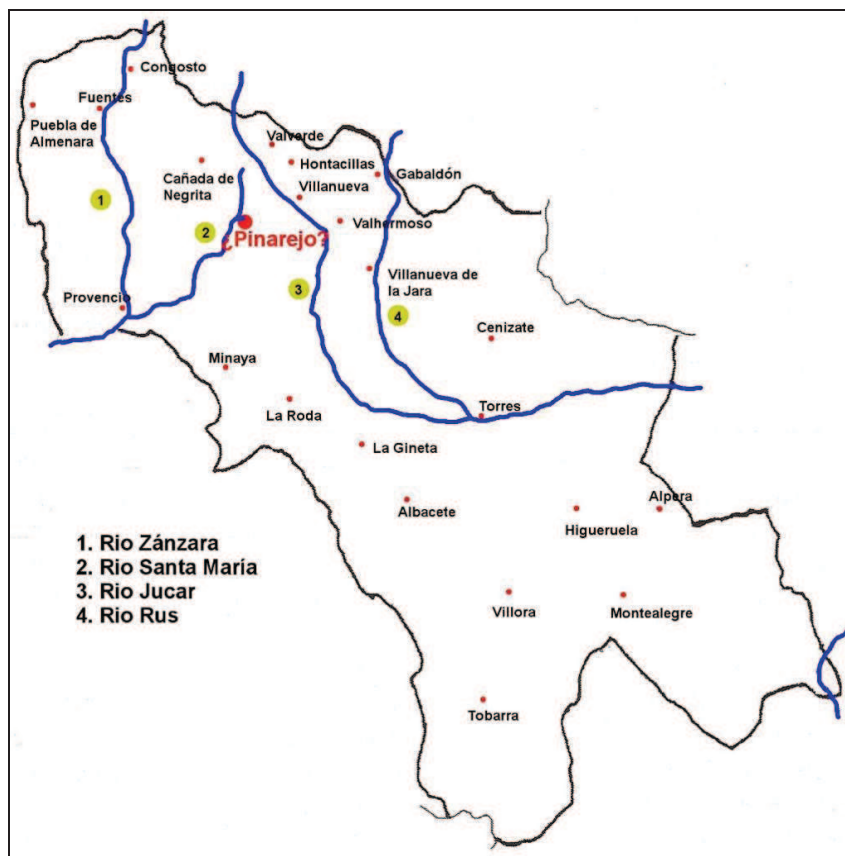 Congosto
Fuentes
Puebla de
Almenara
Valverde
Hontacillas
Gabaldón
Cañada de
Negrita
Villanueva
1
2
¿Pinarejo?
Valhermoso
Villanueva de
la Jara
3
4
Provencio
Cenizate
Minaya
La Roda
Torres
La Gineta
Albacete
Alpera
Higueruela
1. Rio Zánzara
2. Rio Santa María
3. Rio Jucar
4. Rio Rus
Villora
Montealegre
Tobarra